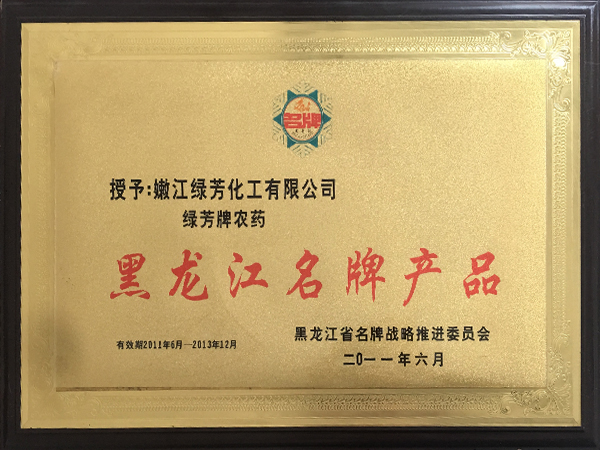 名牌
授予:嫩江绿芳化工有限公司
绿芳牌农药
黑龙江名牌产品
有效期2011年6月—2013年12月
黑龙江省名牌战略推进委员会
二0一一年六月